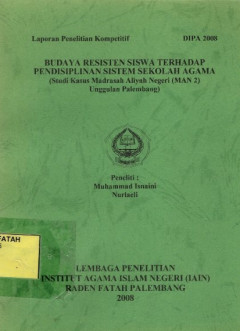 Laporan Penelitian Kompetitif DIPA 2008
BUDAYA RESISTEN SISWA TERHADAP
PENDISIPLINAN SISTEM SEKOLAH AGAMA
(Studi Kasus Madrasah Aliyah Negeri (MAN 2)
Unggulan Palembang)
Peneliti :
Muhammad Isnaini
Nurlaeli
FATAH
LEMBAGA PENELITIAN
INSTITUT AGAMA ISLAM NEGERI (IAIN)
RADEN FATAH PALEMBANG
2008